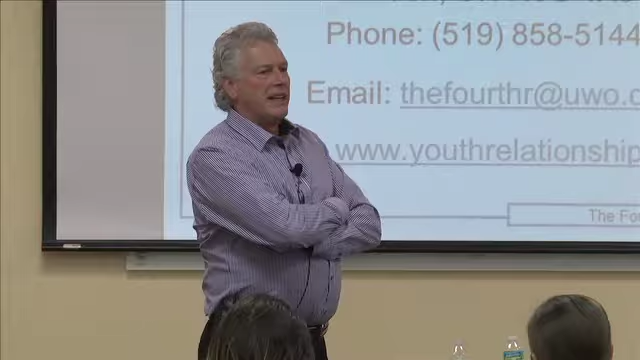 Phone: (519) 858-5144
Email: thefourthr@uwo.
www.youthrelationship
The Fo